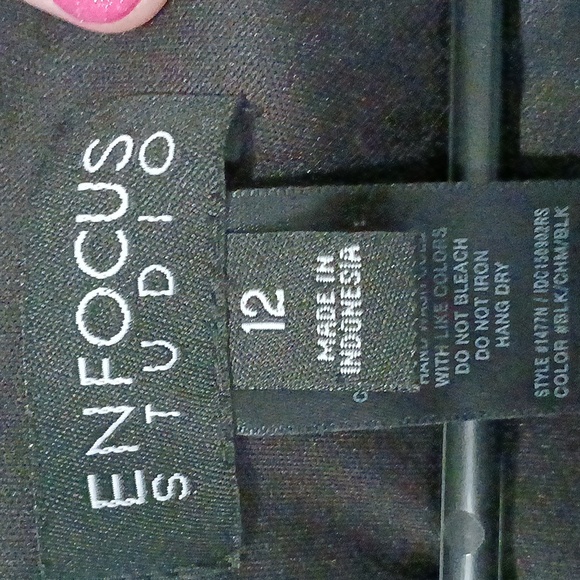 ENFOCUS
STUDIO
12
MADE IN
INDONESIA
WITH LIKE COLORS
DO NOT BLEACH
DO NOT IRON
HANG DRY
COLOR #BLK/CHM/BLK